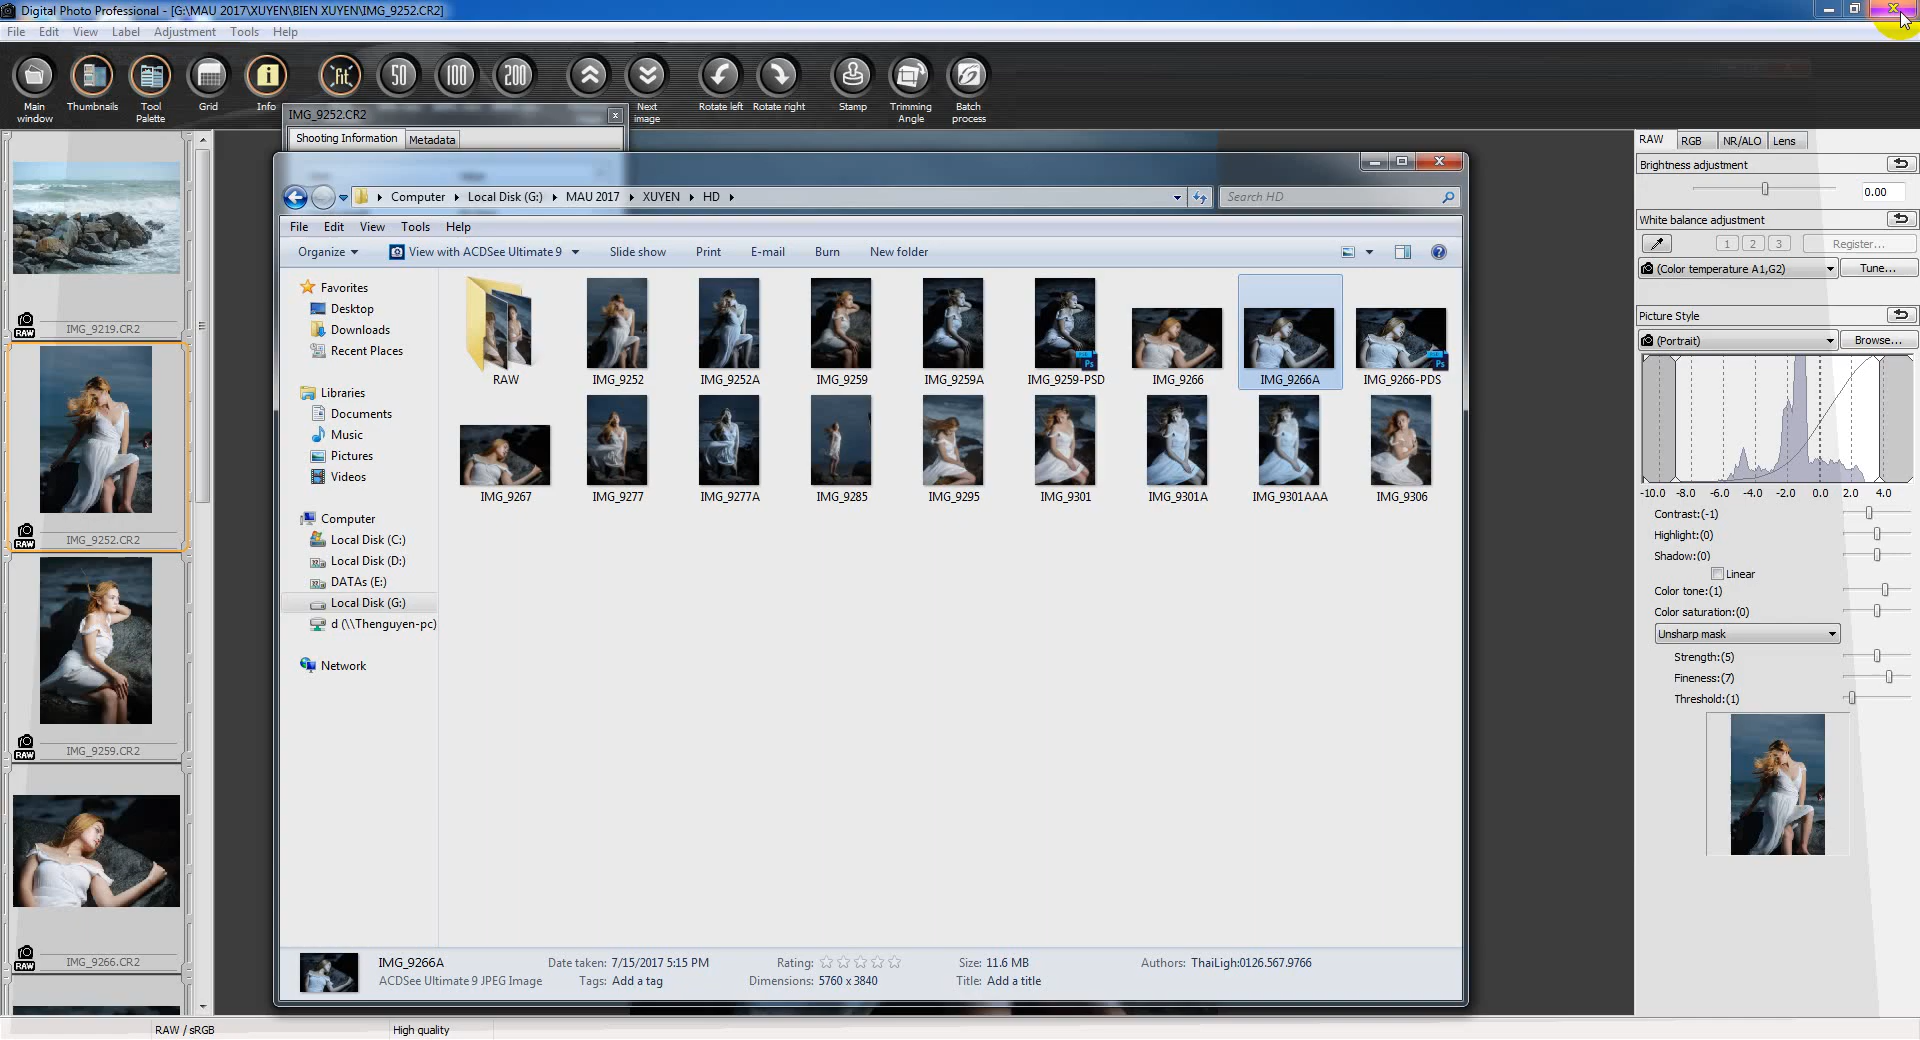 Digital Photo Professional - [G:\MAU 2017\XUYEN\BIEN XUYEN\IMG_9252.CR2]
File Edit View Label Adjustment Tools Help
50 100 200
Main window
Thumbnails
Tool Palette
Grid
Info
Next image
Rotate left
Rotate right
Stamp
Trimming Angle
Batch process
IMG_9252.CR2
Shooting Information Metadata
Computer Local Disk (G:) MAU 2017 XUYEN HD
Search HD
File Edit View Tools Help
Organize View with ACDSee Ultimate 9 Slide show Print E-mail Burn New folder
Favorites
Desktop
Downloads
Recent Places
Libraries
Documents
Music
Pictures
Videos
Computer
Local Disk (C:)
Local Disk (D:)
DATAs (E:)
Local Disk (G:)
d (\\Thenguyen-pc)
Network
RAW IMG_9252 IMG_9252A IMG_9259 IMG_9259A IMG_9259-PSD IMG_9266 IMG_9266A IMG_9266-PDS
IMG_9267 IMG_9277 IMG_9277A IMG_9285 IMG_9295 IMG_9301 IMG_9301A IMG_9301AAA IMG_9306
IMG_9266A Date taken: 7/15/2017 5:15 PM Rating: Size: 11.6 MB Authors: ThaiLigh:0126.567.9766
ACDSee Ultimate 9 JPEG Image Tags: Add a tag Dimensions: 5760 x 3840 Title: Add a title
RAW IMG_9219.CR2
RAW IMG_9252.CR2
RAW IMG_9259.CR2
RAW IMG_9266.CR2
RAW RGB NR/ALO Lens
Brightness adjustment
0.00
White balance adjustment
1 2 3 Register...
(Color temperature A1,G2) Tune...
Picture Style
(Portrait) Browse...
-10.0 -8.0 -6.0 -4.0 -2.0 0.0 2.0 4.0
Contrast:(-1)
Highlight:(0)
Shadow:(0)
Linear
Color tone:(1)
Color saturation:(0)
Unsharp mask
Strength:(5)
Fineness:(7)
Threshold:(1)
RAW / sRGB High quality